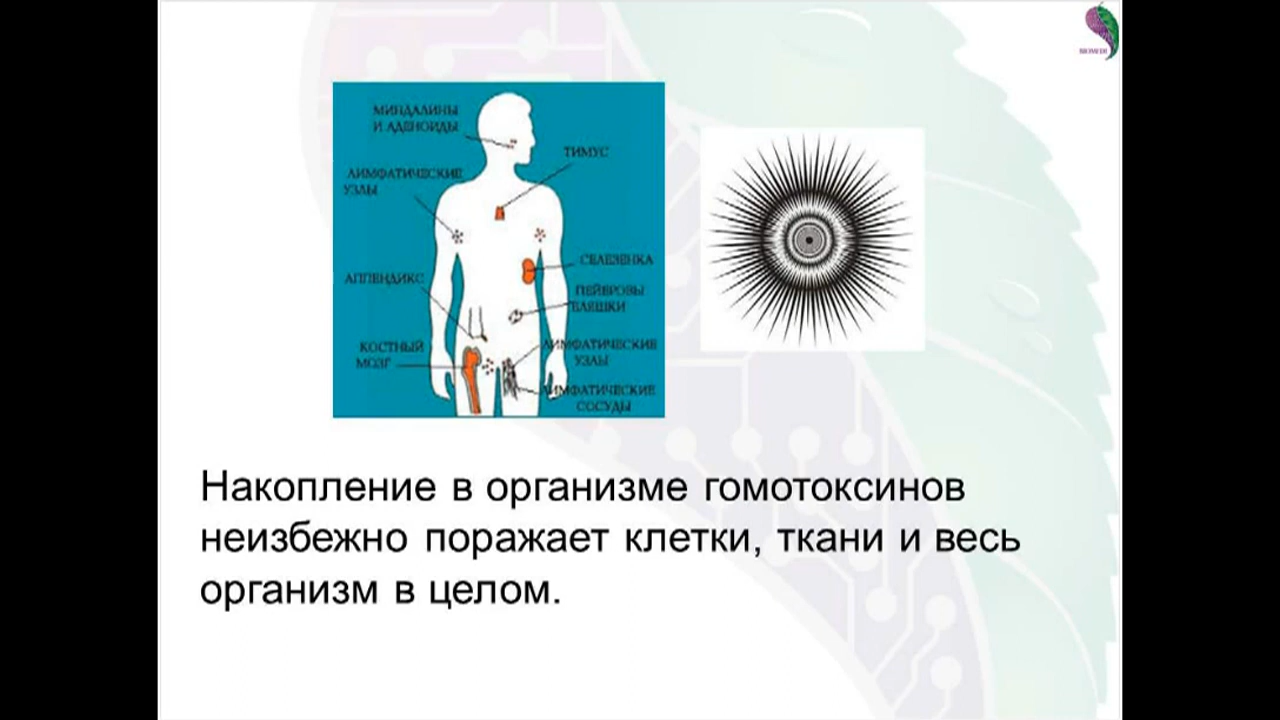 МИНДАЛИНЫ
И АДЕНОИДЫ
ТИМУС
ЛИМФАТИЧЕСКИЕ
УЗЛЫ
СЕЛЕЗЕНКА
АППЕНДИКС
ПЕЙЕРОВЫ
БЛЯШКИ
КОСТНЫЙ
МОЗГ
ЛИМФАТИЧЕСКИЕ
УЗЛЫ
ЛИМФАТИЧЕСКИЕ
СОСУДЫ
Накопление в организме гомотоксинов
неизбежно поражает клетки, ткани и весь
организм в целом.